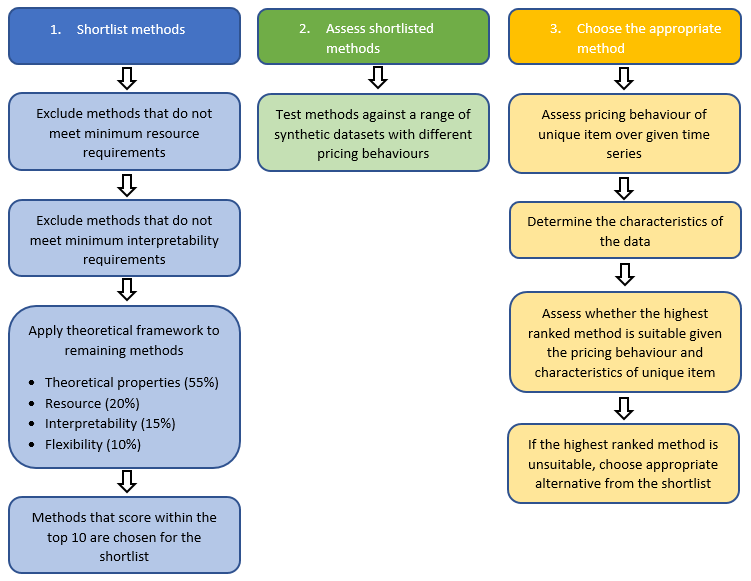 1. Shortlist methods
Exclude methods that do not
meet minimum resource
requirements
Exclude methods that do not
meet minimum interpretability
requirements
Apply theoretical framework to
remaining methods
• Theoretical properties (55%)
• Resource (20%)
• Interpretability (15%)
• Flexibility (10%)
Methods that score within the
top 10 are chosen for the
shortlist
2. Assess shortlisted
methods
Test methods against a range of
synthetic datasets with different
pricing behaviours
3. Choose the appropriate
method
Assess pricing behaviour of
unique item over given time
series
Determine the characteristics of
the data
Assess whether the highest
ranked method is suitable given
the pricing behaviour and
characteristics of unique item
If the highest ranked method is
unsuitable, choose appropriate
alternative from the shortlist